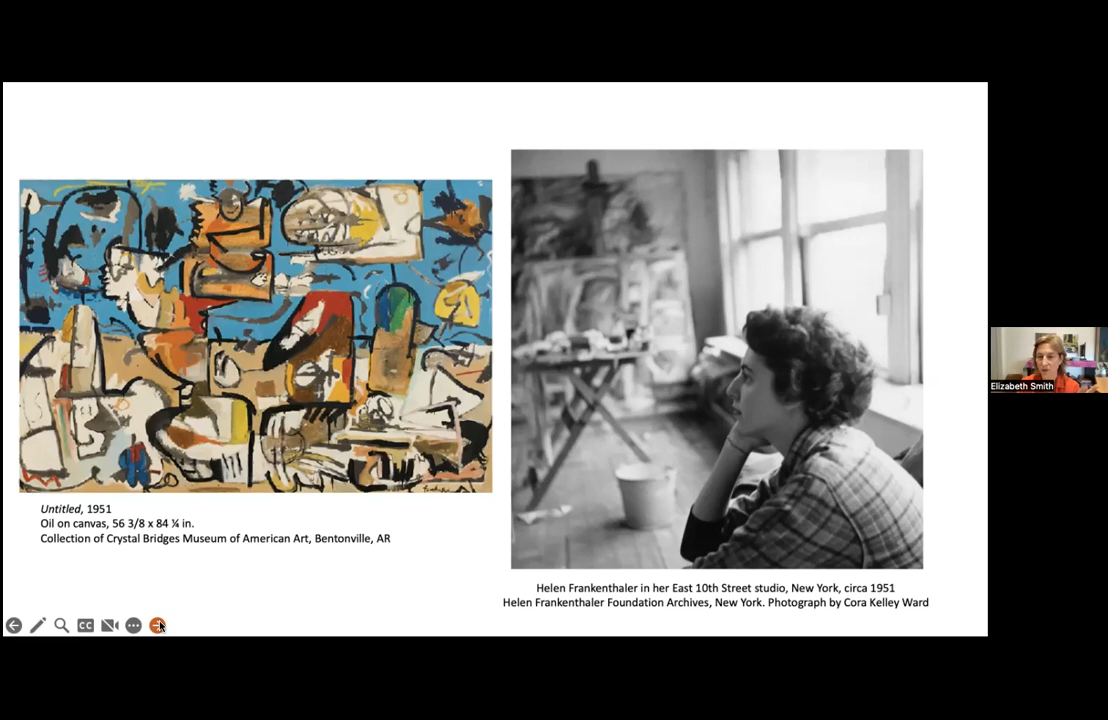 Untitled, 1951
Oil on canvas, 56 3/8 x 84 ¼ in.
Collection of Crystal Bridges Museum of American Art, Bentonville, AR
Helen Frankenthaler in her East 10th Street studio, New York, circa 1951
Helen Frankenthaler Foundation Archives, New York. Photograph by Cora Kelley Ward
CC
Elizabeth Smith